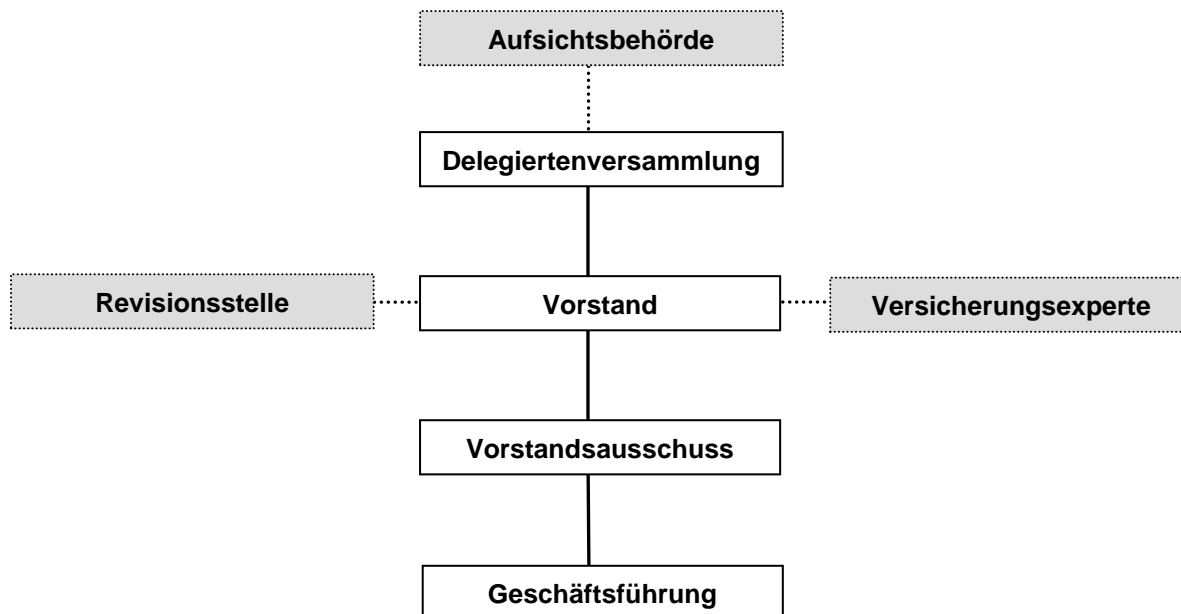 Aufsichtsbehörde
Delegiertenversammlung
Revisionsstelle
Vorstand
Versicherungsexperte
Vorstandsausschuss
Geschäftsführung